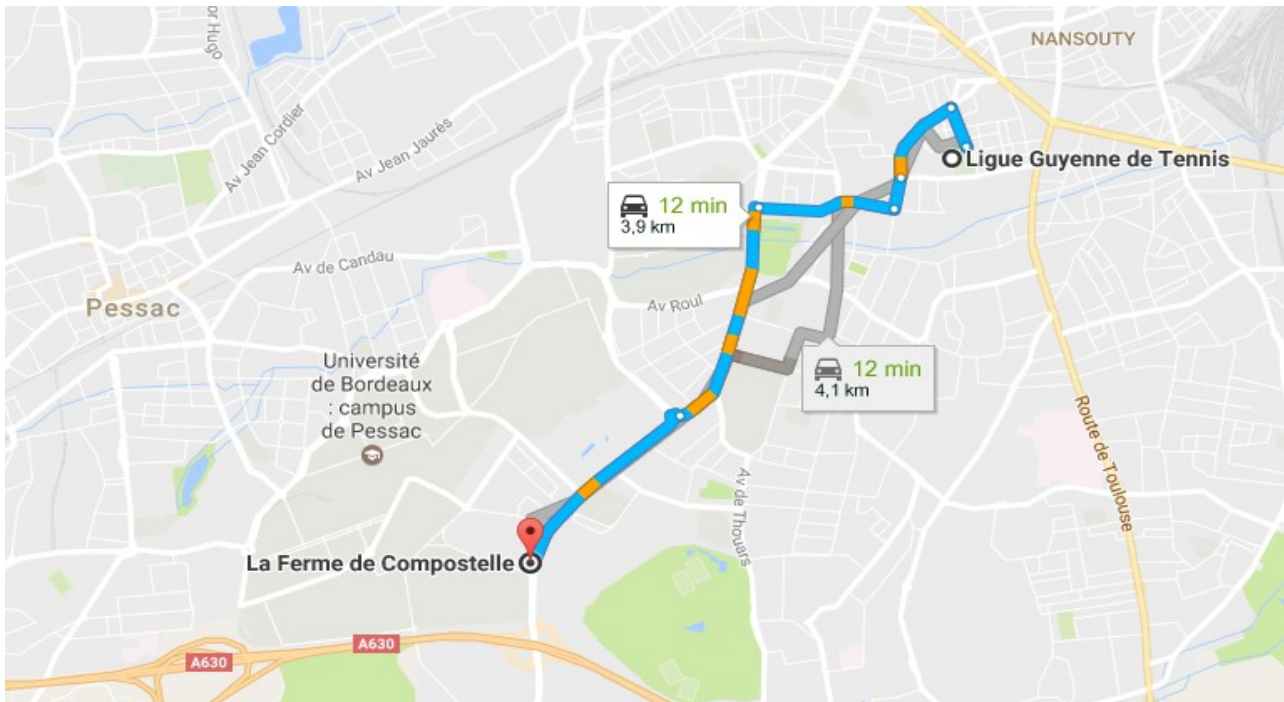 or Hugo
NANSOUTY
Av Jean Cordier
Av Jean Jaurès
Ligue Guyenne de Tennis
12 min
3,9 km
Av de Candau
Pessac
Av Roul
Université
de Bordeaux
: campus
de Pessac
12 min
4,1 km
Route de Toulouse
Av de Thouars
La Ferme de Compostelle
A630
A630